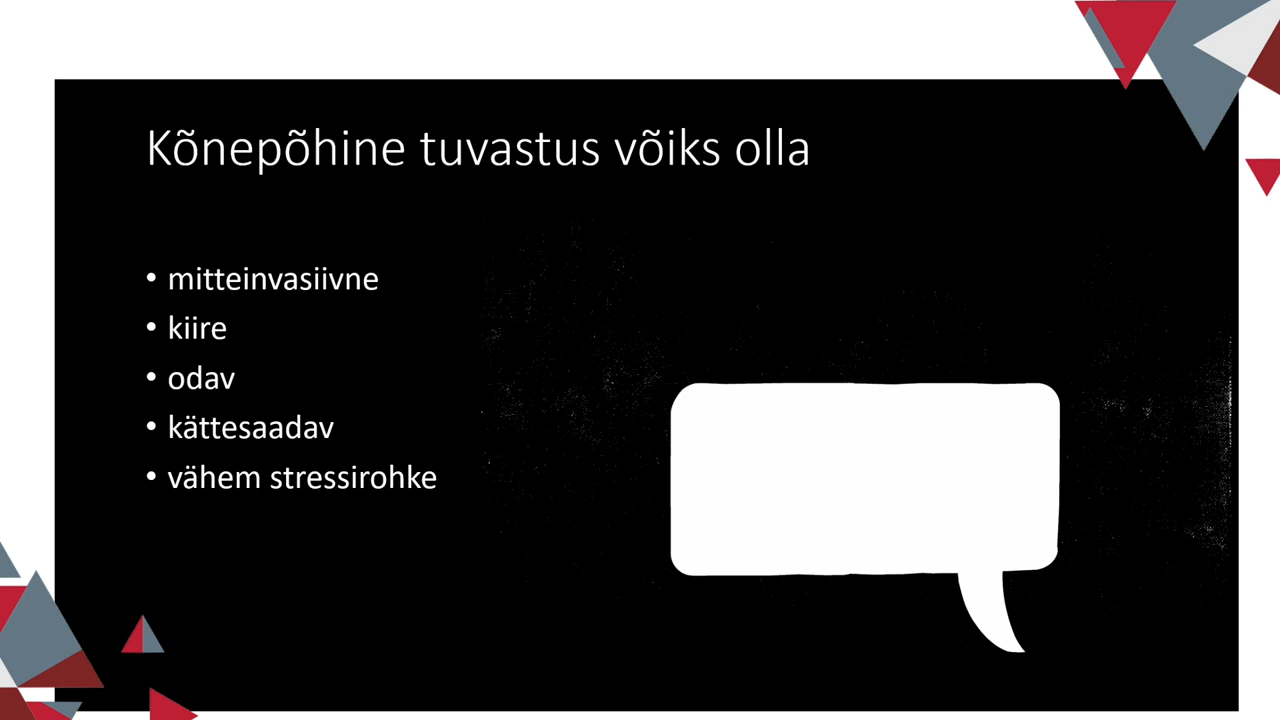 Kõnepõhine tuvastus võiks olla
• mitteinvasiivne
• kiire
• odav
• kättesaadav
• vähem stressirohke